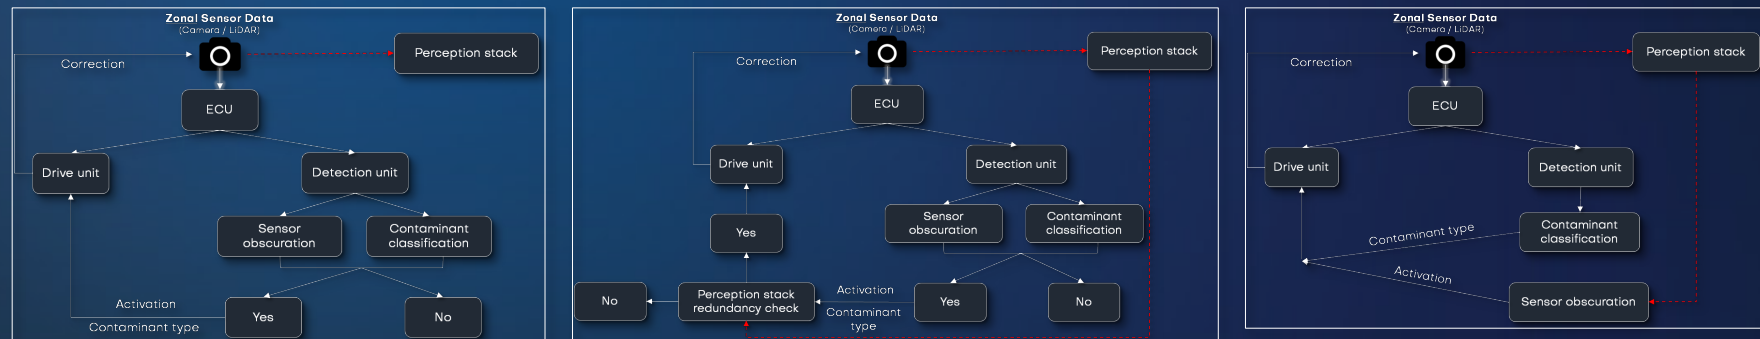 Zonal Sensor Data
(Camera / LiDAR)
Perception stack
Correction
ECU
Drive unit
Detection unit
Sensor
obscuration
Contaminant
classification
Activation
Contaminant type
Yes
No
Zonal Sensor Data
(Camera / LiDAR)
Perception stack
Correction
ECU
Drive unit
Detection unit
Sensor
obscuration
Contaminant
classification
Yes
No
Perception stack
redundancy check
Activation
Contaminant
type
Yes
No
Zonal Sensor Data
(Camera / LiDAR)
Perception stack
Correction
ECU
Drive unit
Detection unit
Contaminant
classification
Contaminant type
Activation
Sensor obscuration